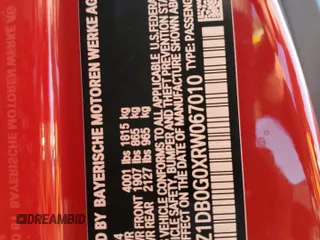 D BY BAYERISCHE MOTOREN WERKE AG
4
4001 lbs 1815 kg
FRONT 1907 lbs 865 kg
REAR 2127 lbs 965 kg
VEHICLE CONFORMS TO ALL APPLICABLE U.S. FEDERAL
VEHICLE SAFETY, BUMPER, AND THEFT PREVENTION STA
IN EFFECT ON THE DATE OF MANUFACTURE SHOWN ABOV
Z1DB0G0XRW067010 TYPE: PASSENG
DREAMBID